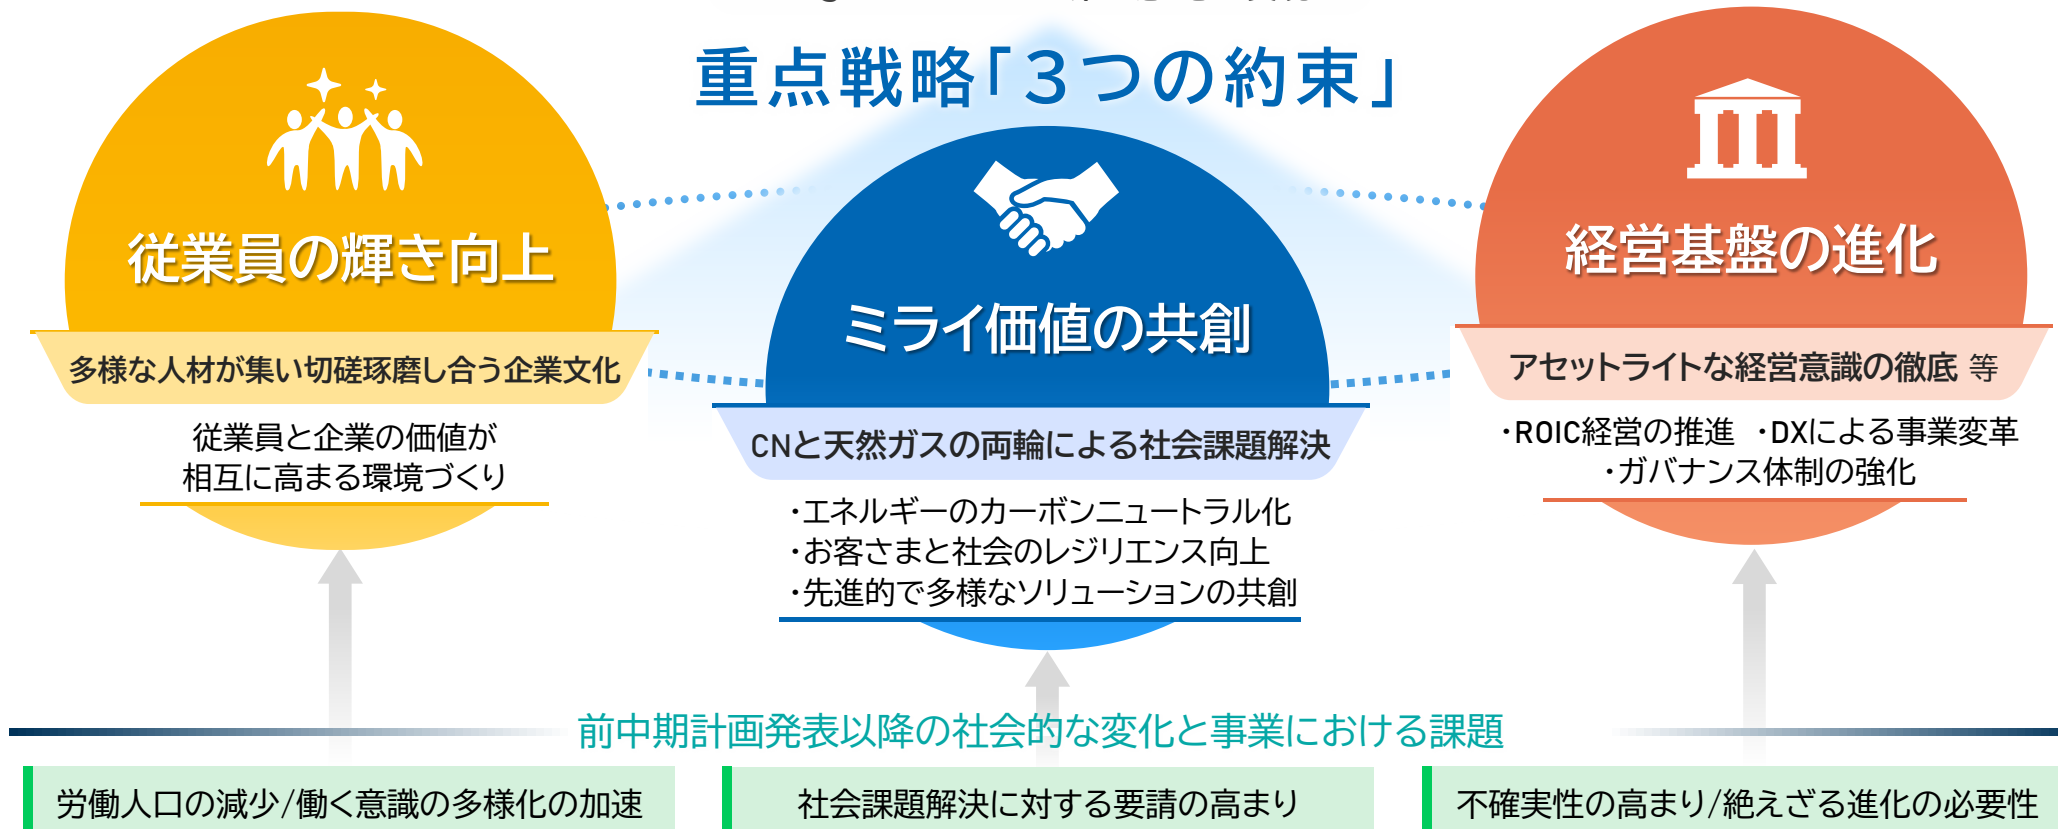 重点戦略「3つの約束」
従業員の輝き向上
多様な人材が集い切磋琢磨し合う企業文化
従業員と企業の価値が
相互に高まる環境づくり
ミライ価値の共創
CNと天然ガスの両輪による社会課題解決
・エネルギーのカーボンニュートラル化
・お客さまと社会のレジリエンス向上
・先進的で多様なソリューションの共創
経営基盤の進化
アセットライトな経営意識の徹底 等
・ROIC経営の推進 ・DXによる事業変革
・ガバナンス体制の強化
前中期計画発表以降の社会的な変化と事業における課題
労働人口の減少/働く意識の多様化の加速
社会課題解決に対する要請の高まり
不確実性の高まり/絶えざる進化の必要性